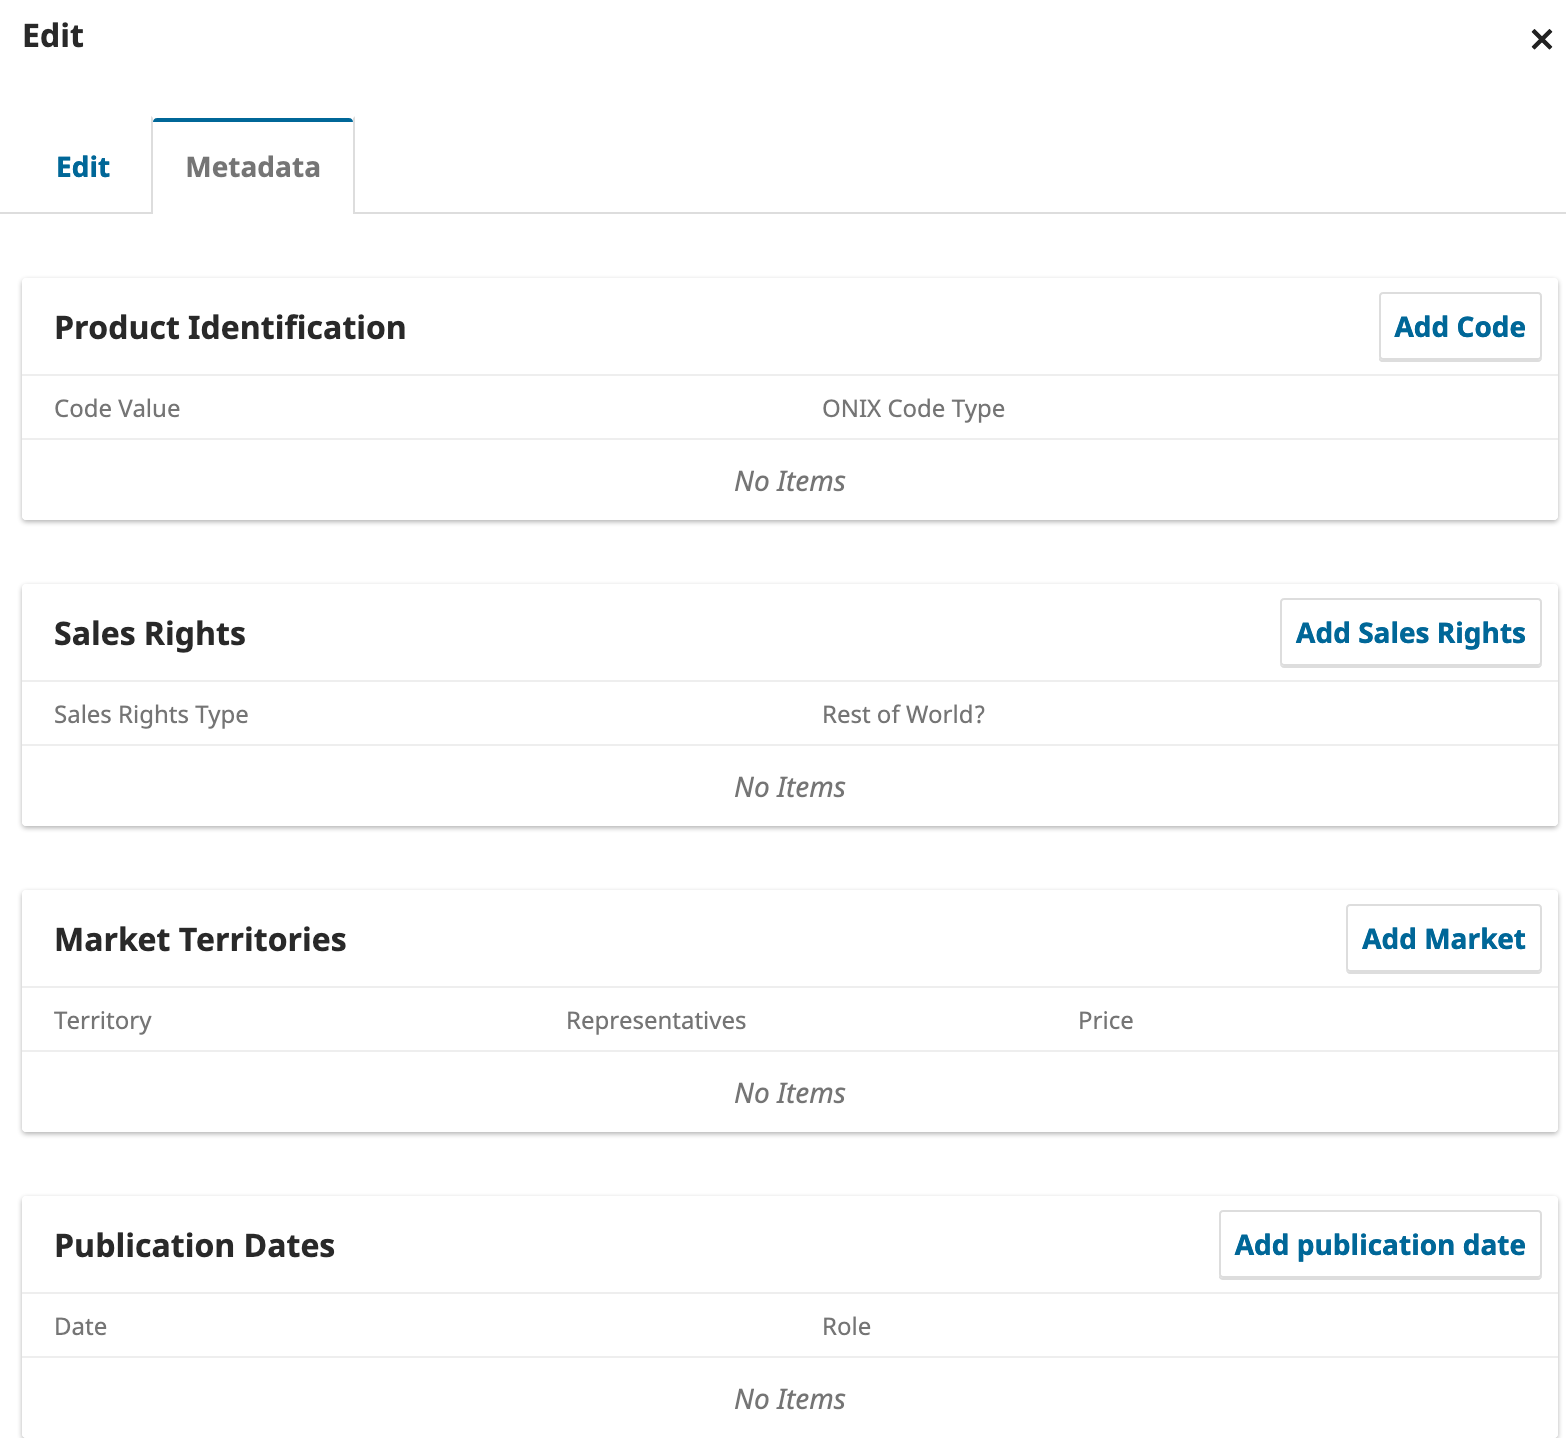 Edit
Edit Metadata
Product Identification Add Code
Code Value ONIX Code Type
No Items
Sales Rights Add Sales Rights
Sales Rights Type Rest of World?
No Items
Market Territories Add Market
Territory Representatives Price
No Items
Publication Dates Add publication date
Date Role
No Items